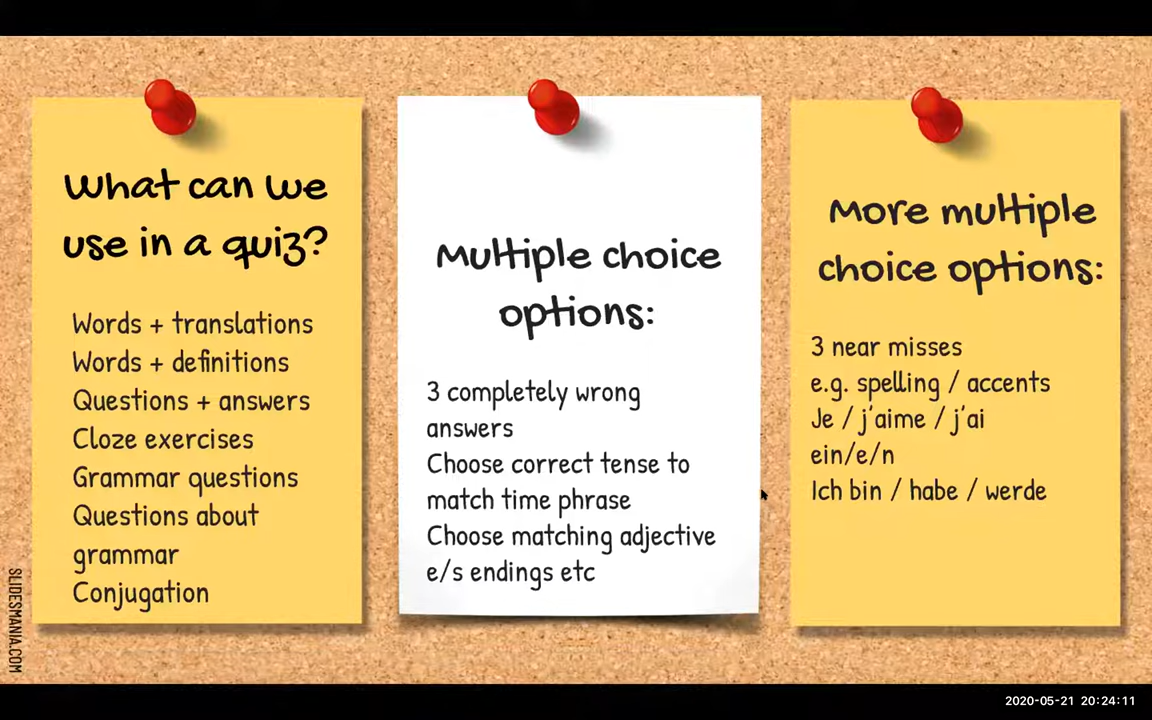 What can we
use in a quiz?
Words + translations
Words + definitions
Questions + answers
Cloze exercises
Grammar questions
Questions about
grammar
Conjugation
Multiple choice
options:
3 completely wrong
answers
Choose correct tense to
match time phrase
Choose matching adjective
e/s endings etc
More multiple
choice options:
3 near misses
e.g. spelling / accents
Je / j'aime / j'ai
ein/e/n
Ich bin / habe / werde
SLIDESMANIA.COM
2020-05-21 20:24:11